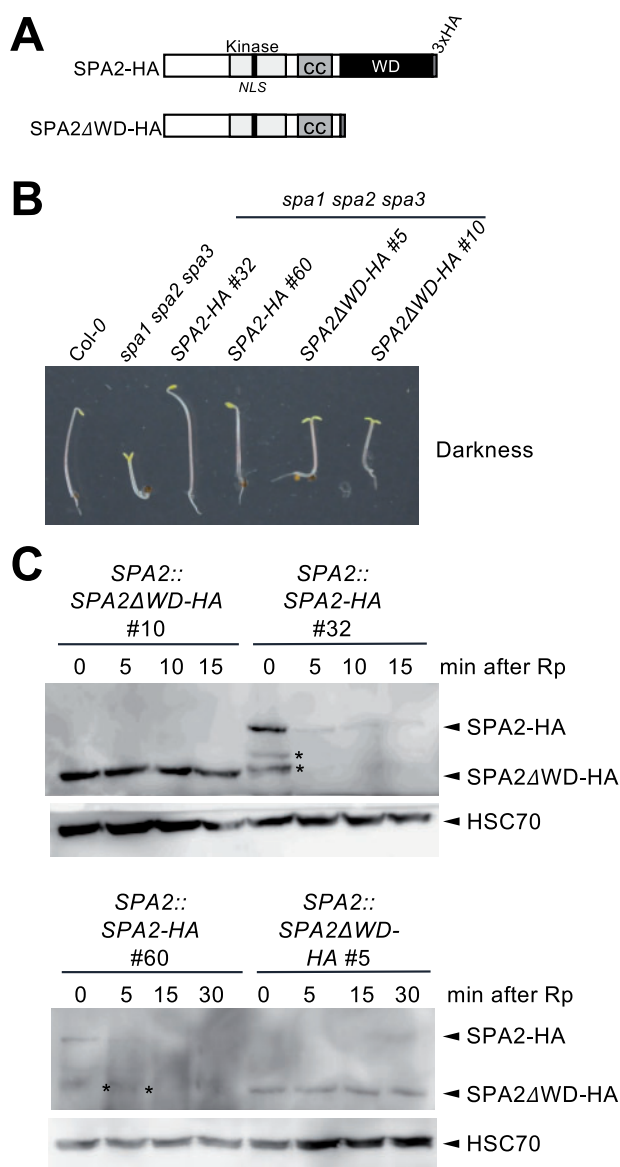 A
Kinase
3xHA
SPA2-HA
CC
WD
NLS
SPA2ΔWD-HA
CC
B
spa1 spa2 spa3
Col-0
spa1 spa2 spa3
SPA2-HA #32
SPA2-HA #60
SPA2ΔWD-HA #5
SPA2ΔWD-HA #10
Darkness
C
SPA2:: SPA2::
SPA2ΔWD-HA SPA2-HA
#10 #32
0 5 10 15 0 5 10 15 min after Rp
◄ SPA2-HA
*
* ◄ SPA2ΔWD-HA
◄ HSC70
SPA2:: SPA2::
SPA2-HA SPA2ΔWD-
#60 HA #5
0 5 15 30 0 5 15 30 min after Rp
◄ SPA2-HA
* * ◄ SPA2ΔWD-HA
◄ HSC70